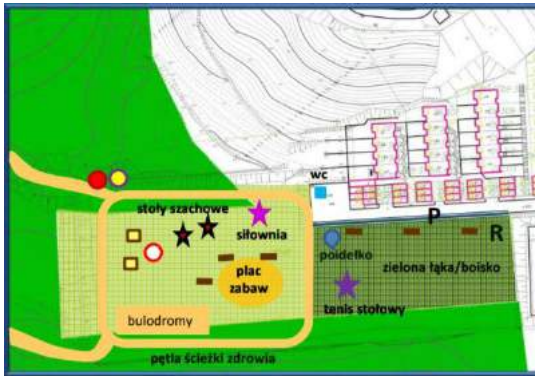 wc
stoły szachowe
siłownia
P
R
poidełko
zielona łąka/boisko
plac
zabaw
tenis stołowy
bulodromy
pętla ścieżki zdrowia